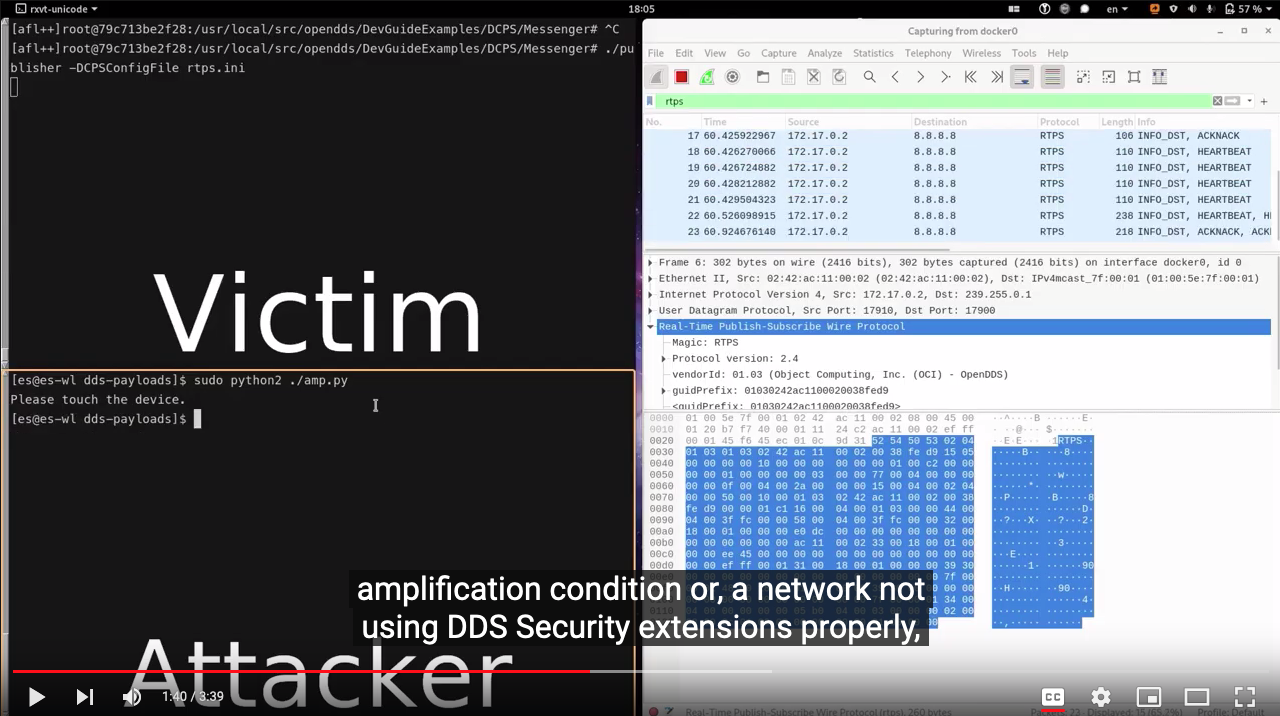 rxvt-unicode
18:05
en
57 %
[afl++]root@79c713be2f28:/usr/local/src/opendds/DevGuideExamples/DCPS/Messenger# ^C
[afl++]root@79c713be2f28:/usr/local/src/opendds/DevGuideExamples/DCPS/Messenger# ./pu
blisher -DCPSConfigFile rtps.ini
Victim
[es@es-wl dds-payloads]$ sudo python2 ./amp.py
Please touch the device.
[es@es-wl dds-payloads]$
Attacker
Capturing from docker0
File Edit View Go Capture Analyze Statistics Telephony Wireless Tools Help
rtps
No. Time Source Destination Protocol Length Info
17 60.425922967 172.17.0.2 8.8.8.8 RTPS 106 INFO_DST, ACKNACK
18 60.426270066 172.17.0.2 8.8.8.8 RTPS 110 INFO_DST, HEARTBEAT
19 60.426724882 172.17.0.2 8.8.8.8 RTPS 110 INFO_DST, HEARTBEAT
20 60.428212882 172.17.0.2 8.8.8.8 RTPS 110 INFO_DST, HEARTBEAT
21 60.429504323 172.17.0.2 8.8.8.8 RTPS 110 INFO_DST, HEARTBEAT
22 60.526098915 172.17.0.2 8.8.8.8 RTPS 238 INFO_DST, HEARTBEAT, H
23 60.924676140 172.17.0.2 8.8.8.8 RTPS 218 INFO_DST, ACKNACK, ACK
Frame 6: 302 bytes on wire (2416 bits), 302 bytes captured (2416 bits) on interface docker0, id 0
Ethernet II, Src: 02:42:ac:11:00:02 (02:42:ac:11:00:02), Dst: IPv4mcast_7f:00:01 (01:00:5e:7f:00:01)
Internet Protocol Version 4, Src: 172.17.0.2, Dst: 239.255.0.1
User Datagram Protocol, Src Port: 17910, Dst Port: 17900
Real-Time Publish-Subscribe Wire Protocol
Magic: RTPS
Protocol version: 2.4
vendorId: 01.03 (Object Computing, Inc. (OCI) - OpenDDS)
guidPrefix: 01030242ac1100020038fed9
<guidPrefix: 01030242ac1100020038fed9>
0000 01 00 5e 7f 00 01 02 42 ac 11 00 02 08 00 45 00
0010 01 20 b7 f7 40 00 01 11 24 c2 ac 11 00 02 ef ff
0020 00 01 45 f6 45 ec 01 0c 9d 31 52 54 50 53 02 04
0030 01 03 01 03 02 42 ac 11 00 02 00 38 fe d9 15 05
0040 00 00 00 00 10 00 00 00 00 00 01 00 c2 00 00
0050 00 01 00 00 00 00 03 00 00 77 00 04 00 00 00
0060 00 00 0f 00 04 00 2a 00 00 00 15 00 04 00 02 04
0070 00 00 50 00 10 00 01 03 02 42 ac 11 00 02 00 38
0080 fe d9 00 00 01 c1 16 00 04 00 01 03 00 00 44 00
0090 04 00 3f fc 00 00 58 00 04 00 3f fc 00 00 32 00
00a0 18 00 01 00 00 00 e0 dc 00 00 00 00 00 00 00 00
00b0 00 00 00 00 ac 11 00 02 33 00 18 00 01 00
00c0 00 00 ee 45 00 00 00 00 00 00 00 00 00 00 00 00
amplification condition or, a network not
using DDS Security extensions properly,
1:40 / 3:39
CC
Real-Time Publish-Subscribe Wire Protocol (rtps), 260 bytes
Packets: 23 · Displayed: 15 (65.2%)
Profile: Default